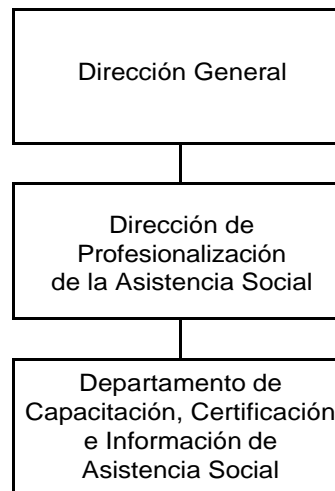 Dirección General
Dirección de
Profesionalización
de la Asistencia Social
Departamento de
Capacitación, Certificación
e Información de
Asistencia Social